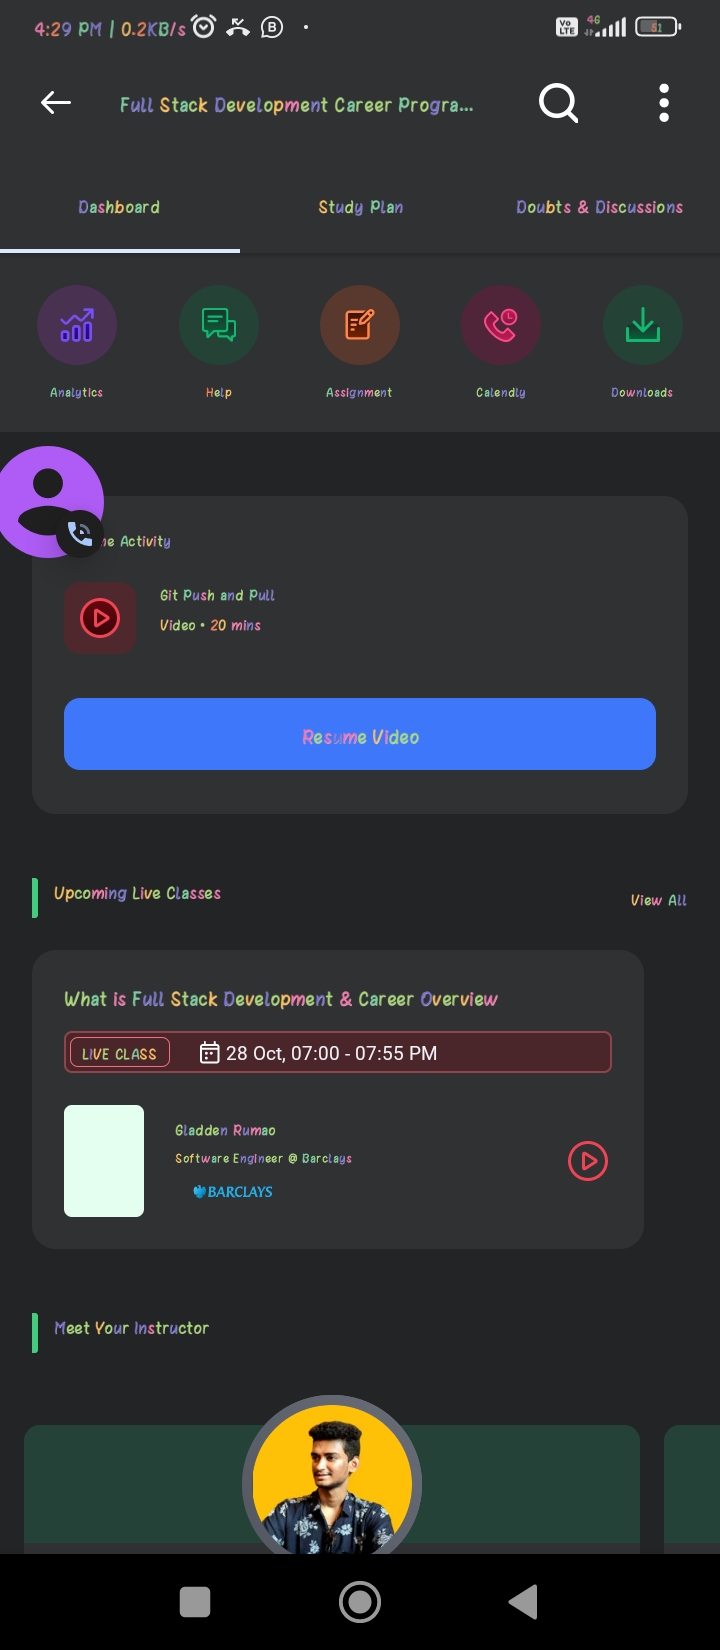 4:29 PM | 0.2KB/s
B
Vo
LTE
4G
51
Full Stack Development Career Progra...
Dashboard
Study Plan
Doubts & Discussions
Analytics
Help
Assignment
Calendly
Downloads
Activity
Git Push and Pull
Video • 20 mins
Resume Video
Upcoming Live Classes
View All
What is Full Stack Development & Career Overview
LIVE CLASS
28 Oct, 07:00 - 07:55 PM
Gladden Rumao
Software Engineer @ Barclays
BARCLAYS
Meet Your Instructor